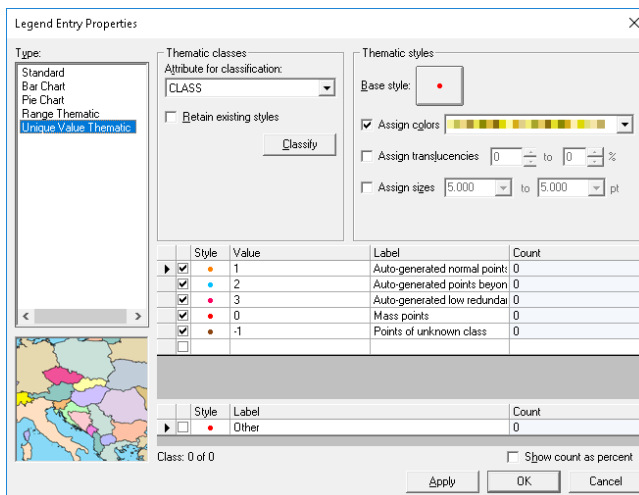 Legend Entry Properties
Type:
Standard
Bar Chart
Pie Chart
Range Thematic
Unique Value Thematic
Thematic classes
Attribute for classification:
CLASS
Retain existing styles
Classify
Thematic styles
Base style:
Assign colors
Assign translucencies 0 to 0 %
Assign sizes 5.000 to 5.000 pt
Style Value Label Count
1 Auto-generated normal points 0
2 Auto-generated points beyon 0
3 Auto-generated low redundar 0
0 Mass points 0
-1 Points of unknown class 0
Style Label Count
Other 0
Class: 0 of 0
Show count as percent
Apply OK Cancel